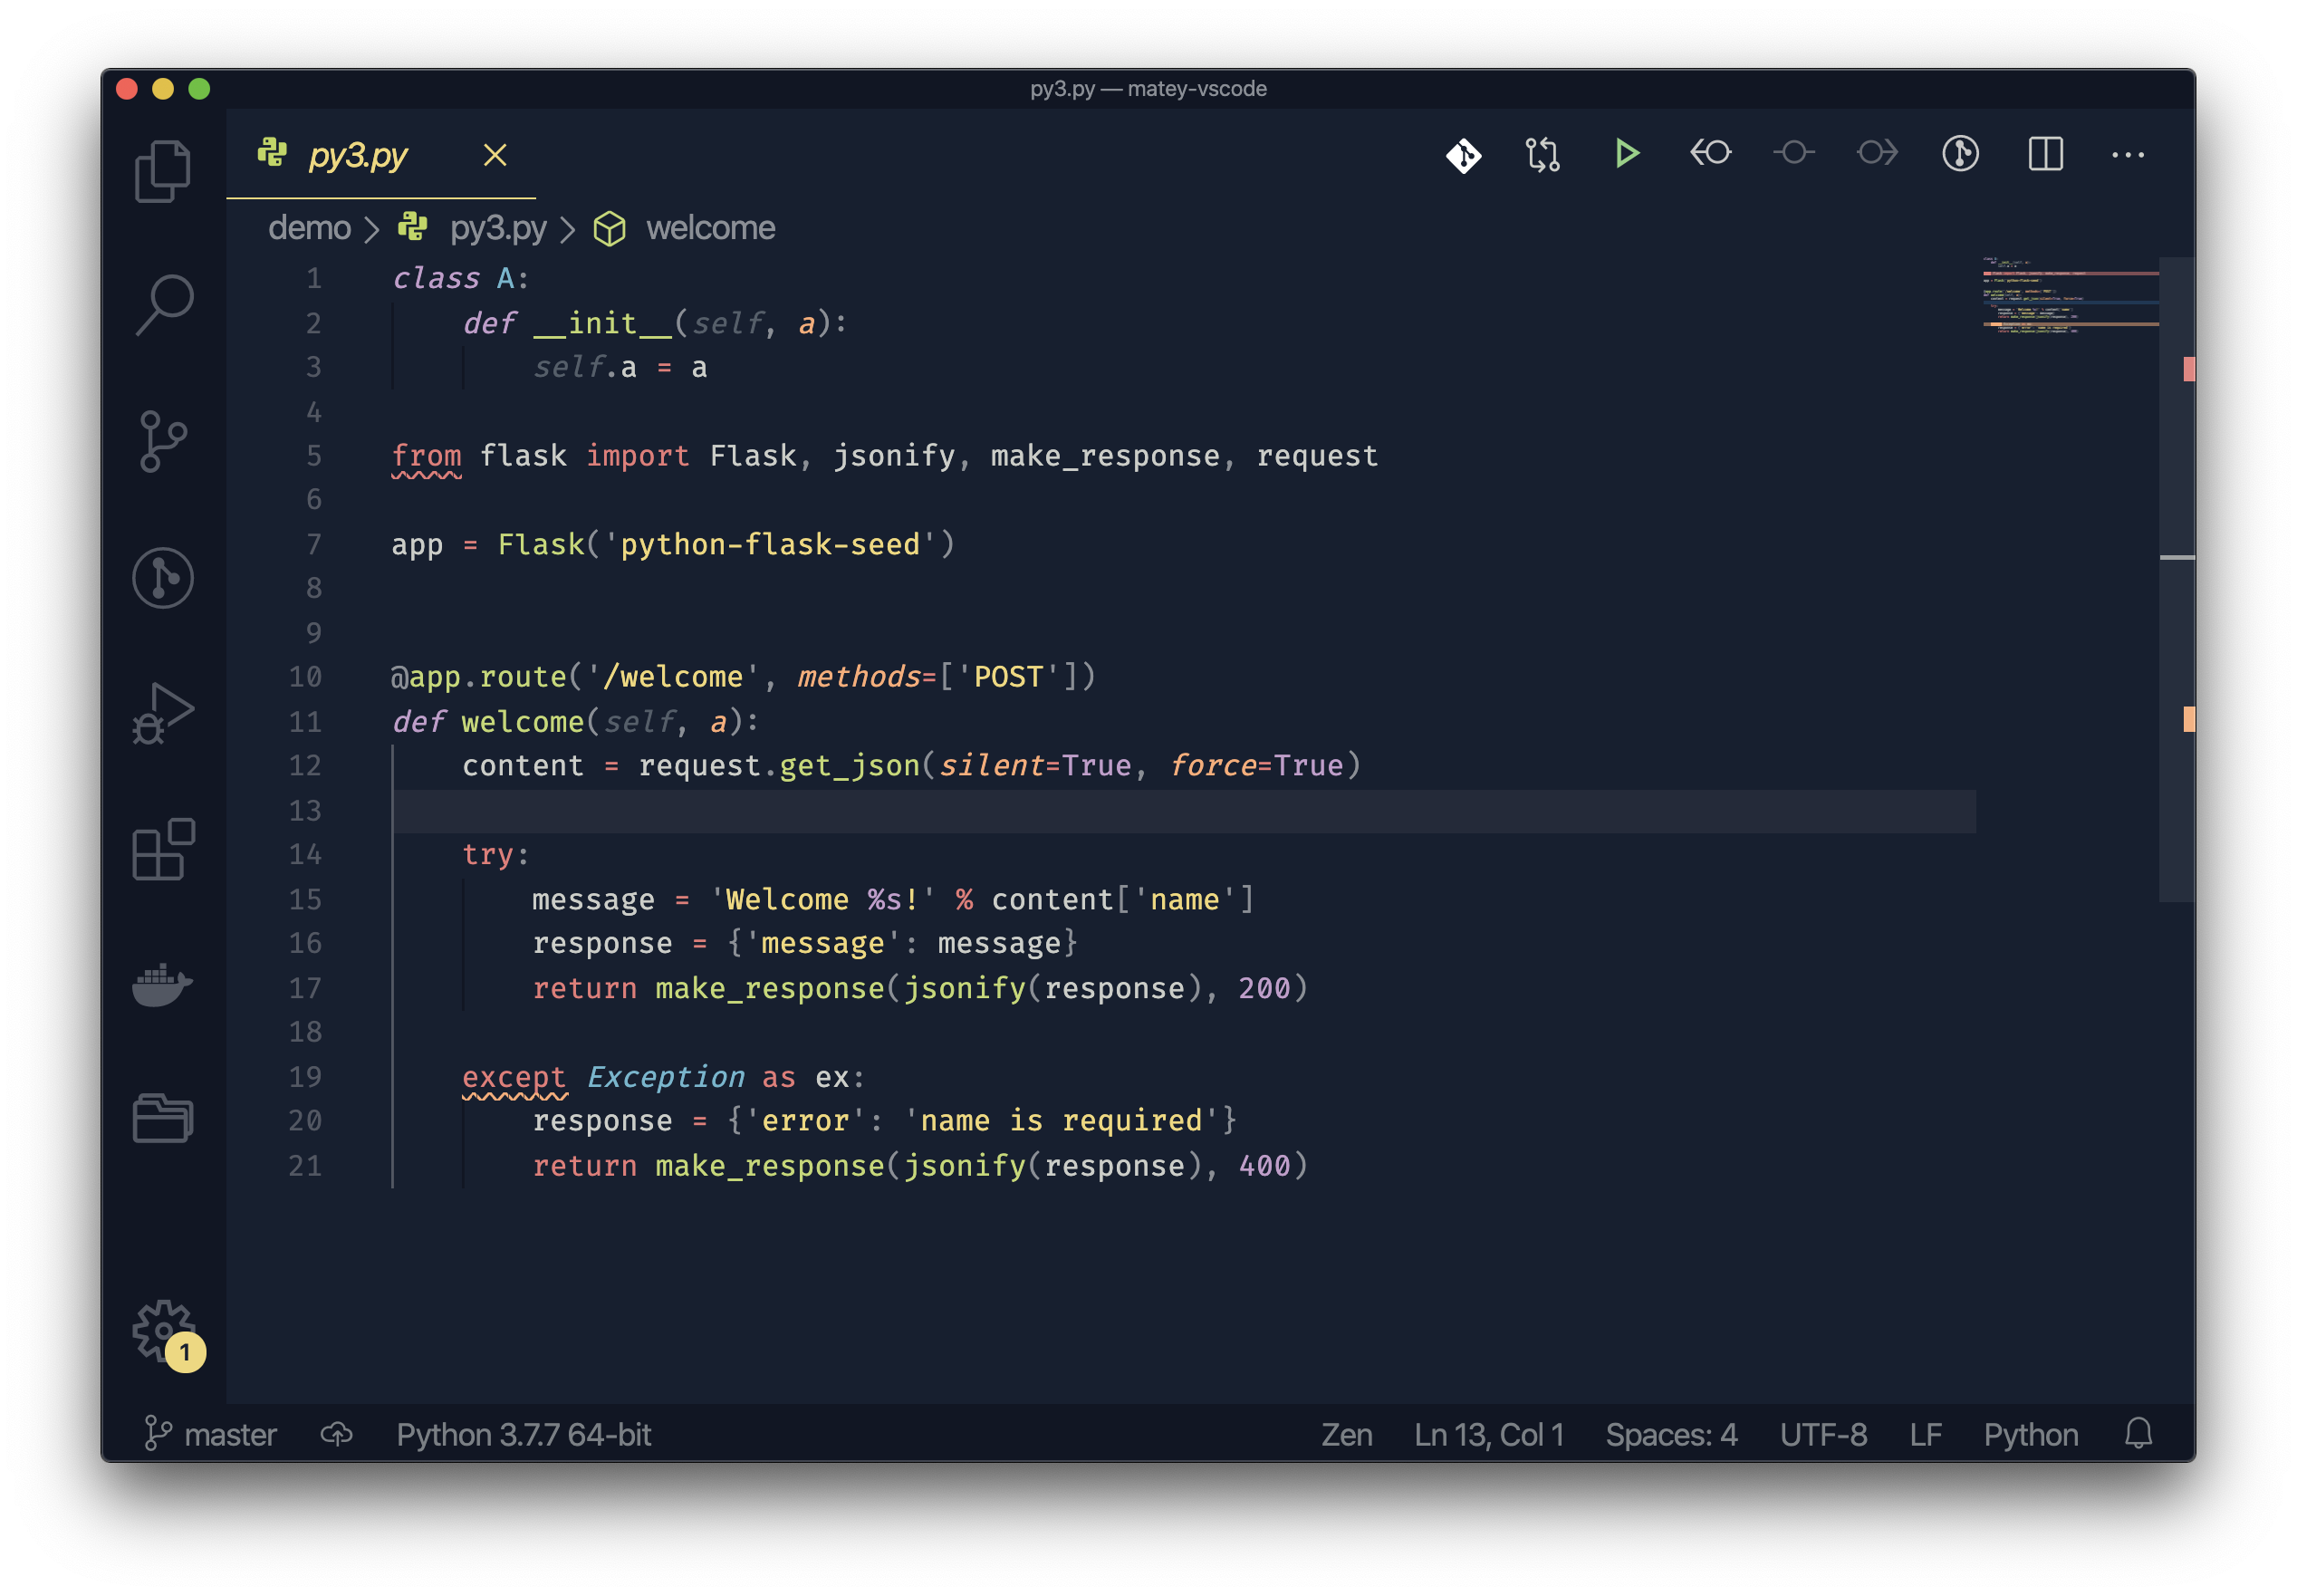 py3.py — matey-vscode
py3.py
demo > py3.py > welcome
1 class A:
2     def __init__(self, a):
3         self.a = a
4
5 from flask import Flask, jsonify, make_response, request
6
7 app = Flask('python-flask-seed')
8
9
10 @app.route('/welcome', methods=['POST'])
11 def welcome(self, a):
12     content = request.get_json(silent=True, force=True)
13
14     try:
15         message = 'Welcome %s!' % content['name']
16         response = {'message': message}
17         return make_response(jsonify(response), 200)
18
19     except Exception as ex:
20         response = {'error': 'name is required'}
21         return make_response(jsonify(response), 400)
1
master Python 3.7.7 64-bit Zen Ln 13, Col 1 Spaces: 4 UTF-8 LF Python